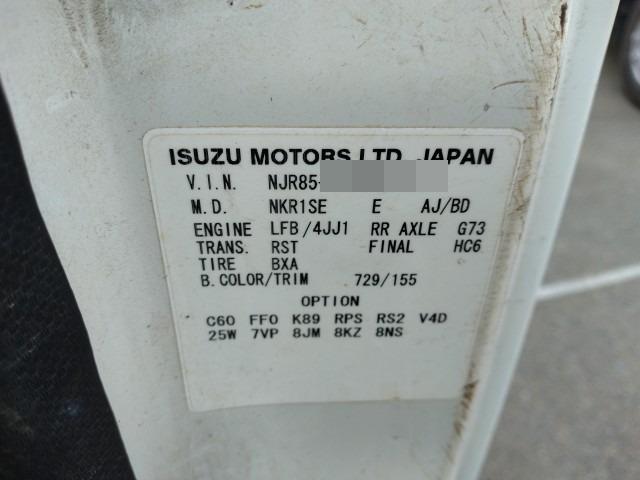 ISUZU MOTORS LTD. JAPAN
V.I.N. NJR85-
M.D. NKR1SE E AJ/BD
ENGINE LFB/4JJ1 RR AXLE G73
TRANS. RST FINAL HC6
TIRE BXA
B.COLOR/TRIM 729/155
OPTION
C60 FF0 K89 RPS RS2 V4D
25W 7VP 8JM 8KZ 8NS